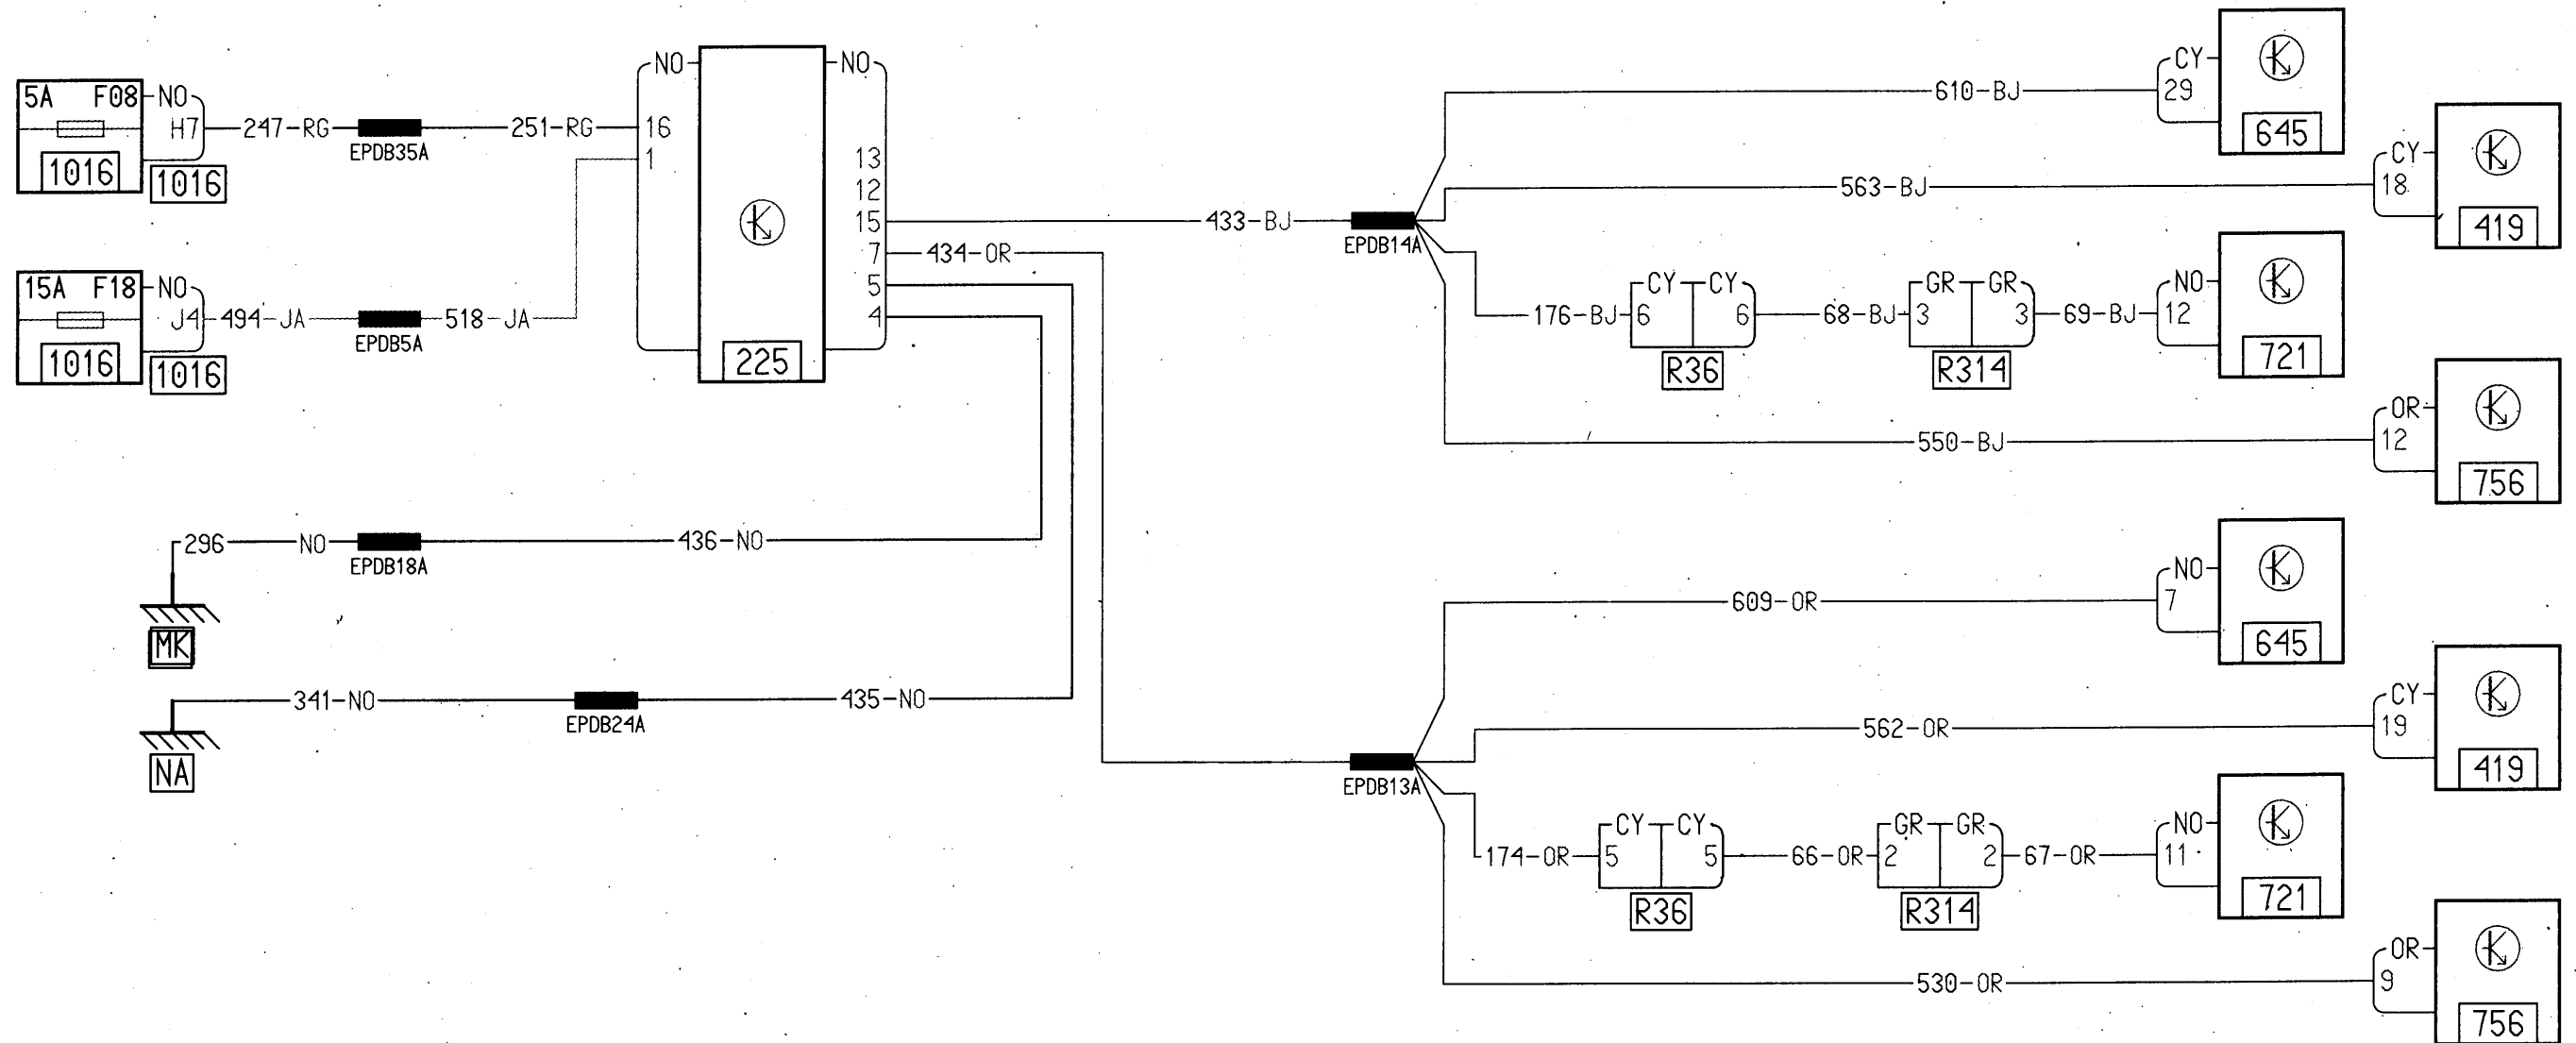 5A F08 NO
H7 247-RG
EPDB35A
251-RG 16
1016
1016
15A F18 NO
J4 494-JA
EPDB5A
518-JA 1
1016
1016
NO
NO
13
12
15 433-BJ
7 434-OR
5
4
225
EPDB14A
610-BJ
CY
29
645
563-BJ
CY
18
419
176-BJ 6 CY CY 6 68-BJ 3 GR GR 3 69-BJ NO 12
R36
R314
721
550-BJ
OR
12
756
296 NO
EPDB18A
436-NO
MK
341-NO
EPDB24A
435-NO
NA
EPDB13A
609-OR
NO
7
645
562-OR
CY
19
419
174-OR 5 CY CY 5 66-OR 2 GR GR 2 67-OR NO 11
R36
R314
721
530-OR
OR
9
756